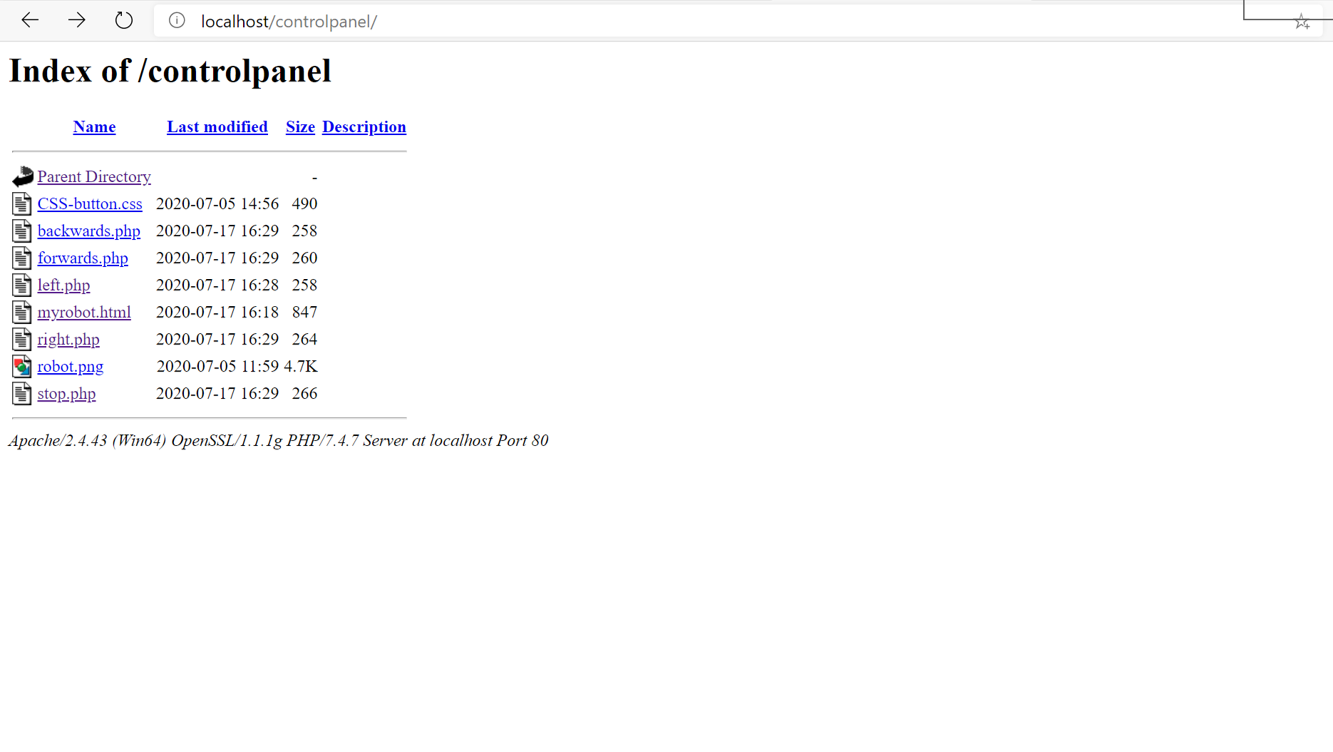 localhost/controlpanel/
Index of /controlpanel
Name Last modified Size Description
Parent Directory -
CSS-button.css 2020-07-05 14:56 490
backwards.php 2020-07-17 16:29 258
forwards.php 2020-07-17 16:29 260
left.php 2020-07-17 16:28 258
myrobot.html 2020-07-17 16:18 847
right.php 2020-07-17 16:29 264
robot.png 2020-07-05 11:59 4.7K
stop.php 2020-07-17 16:29 266
Apache/2.4.43 (Win64) OpenSSL/1.1.1g PHP/7.4.7 Server at localhost Port 80